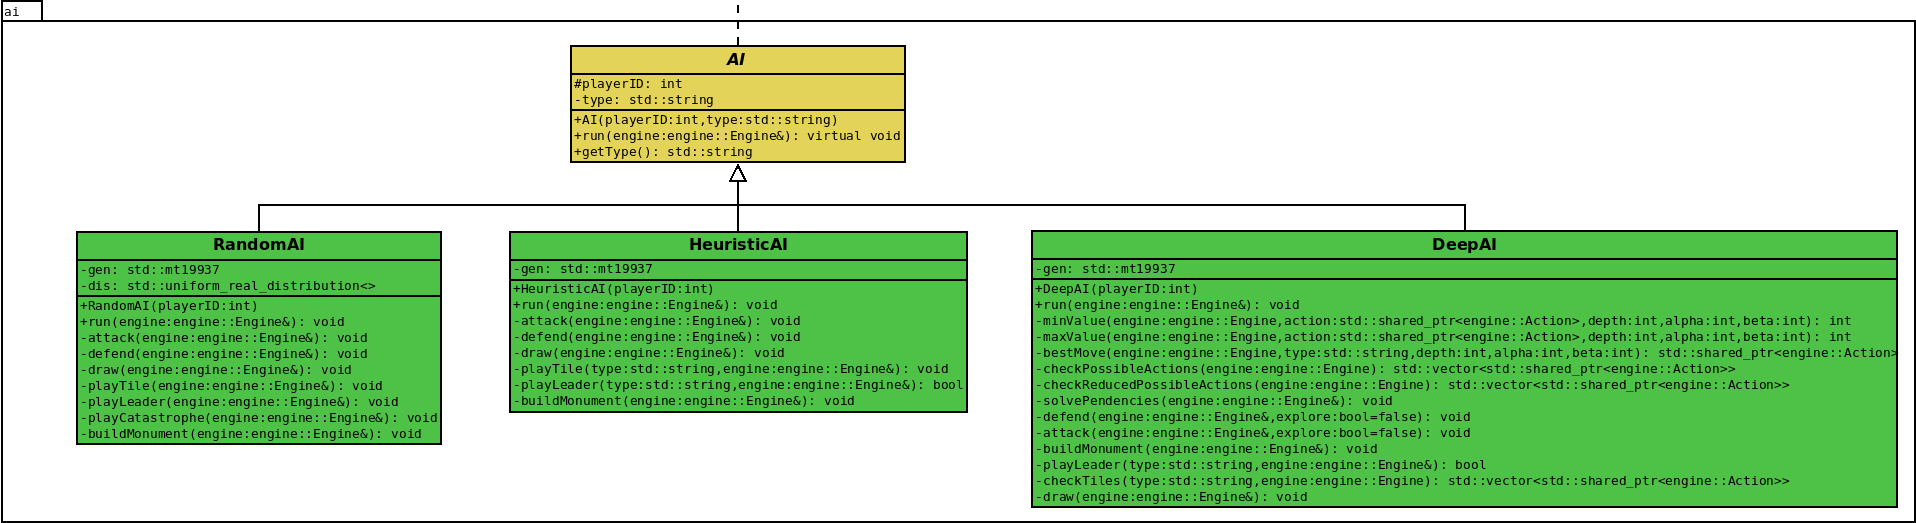 ai
AI
#playerID: int
-type: std::string
+AI(playerID:int,type:std::string)
+run(engine:engine::Engine&): virtual void
+getType(): std::string
RandomAI
-gen: std::mt19937
-dis: std::uniform_real_distribution<>
+RandomAI(playerID:int)
+run(engine:engine::Engine&): void
-attack(engine:engine::Engine&): void
-defend(engine:engine::Engine&): void
-draw(engine:engine::Engine&): void
-playTile(engine:engine::Engine&): void
-playLeader(engine:engine::Engine&): void
-playCatastrophe(engine:engine::Engine&): void
-buildMonument(engine:engine::Engine&): void
HeuristicAI
-gen: std::mt19937
+HeuristicAI(playerID:int)
+run(engine:engine::Engine&): void
-attack(engine:engine::Engine&): void
-defend(engine:engine::Engine&): void
-draw(engine:engine::Engine&): void
-playTile(type:std::string,engine:engine::Engine&): void
-playLeader(type:std::string,engine:engine::Engine&): bool
-buildMonument(engine:engine::Engine&): void
DeepAI
-gen: std::mt19937
+DeepAI(playerID:int)
+run(engine:engine::Engine&): void
-minValue(engine:engine::Engine,action:std::shared_ptr<engine::Action>,depth:int,alpha:int,beta:int): int
-maxValue(engine:engine::Engine,action:std::shared_ptr<engine::Action>,depth:int,alpha:int,beta:int): int
-bestMove(engine:engine::Engine,type:std::string,depth:int,alpha:int,beta:int): std::shared_ptr<engine::Action>
-checkPossibleActions(engine:engine::Engine): std::vector<std::shared_ptr<engine::Action>>
-checkReducedPossibleActions(engine:engine::Engine): std::vector<std::shared_ptr<engine::Action>>
-solvePendencies(engine:engine::Engine&): void
-defend(engine:engine::Engine&,explore:bool=false): void
-attack(engine:engine::Engine&,explore:bool=false): void
-buildMonument(engine:engine::Engine&): void
-playLeader(type:std::string,engine:engine::Engine&): bool
-checkTiles(type:std::string,engine:engine::Engine): std::vector<std::shared_ptr<engine::Action>>
-draw(engine:engine::Engine&): void